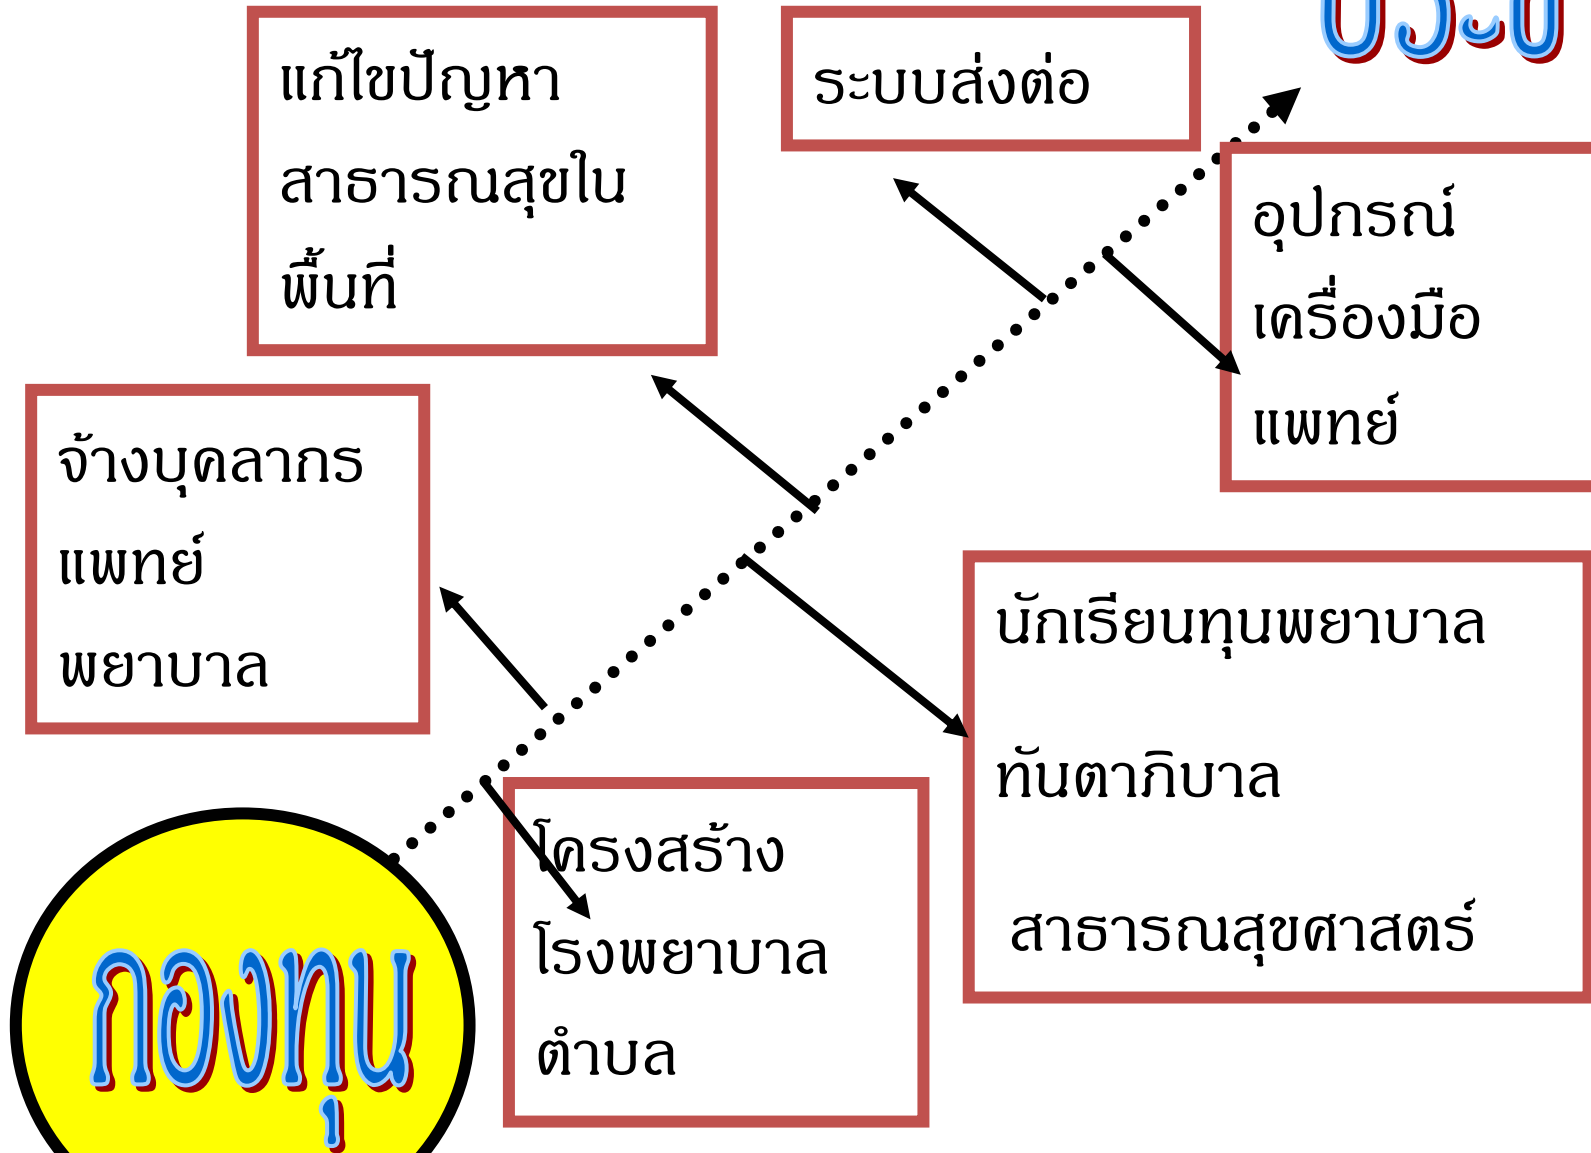 แก้ไขปัญหา
สาธารณสุขใน
พื้นที่
ระบบส่งต่อ
อุปกรณ์
เครื่องมือ
แพทย์
จ้างบุคลากร
แพทย์
พยาบาล
นักเรียนทุนพยาบาล
ทันตาภิบาล
สาธารณสุขศาสตร์
โครงสร้าง
โรงพยาบาล
ตำบล
กองทุน